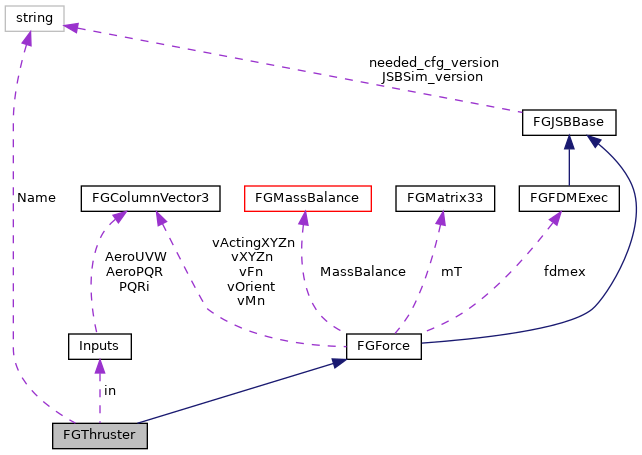 string
needed_cfg_version
JSBSim_version
FGJSBBase
Name
FGColumnVector3
FGMassBalance
FGMatrix33
FGFDMExec
AeroUVW
AeroPQR
PQRi
vActingXYZn
vXYZn
vFn
vOrient
vMn
MassBalance
mT
fdmex
Inputs
FGForce
in
FGThruster